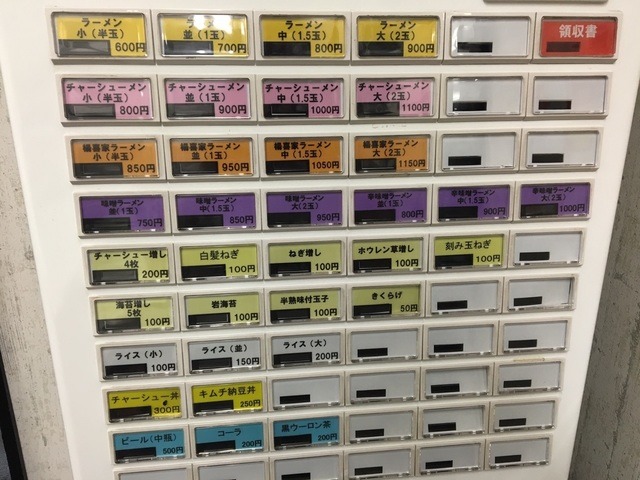 ラーメン
小(半玉)
600円
ラーメン
並(1玉)
700円
ラーメン
中(1.5玉)
800円
ラーメン
大(2玉)
900円
領収書
チャーシューメン
小(半玉)
800円
チャーシューメン
並(1玉)
900円
チャーシューメン
中(1.5玉)
1000円
チャーシューメン
大(2玉)
1100円
楊喜家ラーメン
小(半玉)
850円
楊喜家ラーメン
並(1玉)
950円
楊喜家ラーメン
中(1.5玉)
1050円
楊喜家ラーメン
大(2玉)
1150円
味噌ラーメン
並(1玉)
750円
味噌ラーメン
中(1.5玉)
850円
味噌ラーメン
大(2玉)
950円
辛味噌ラーメン
並(1玉)
800円
辛味噌ラーメン
中(1.5玉)
900円
辛味噌ラーメン
大(2玉)
1000円
チャーシュー増し
4枚
200円
白髪ねぎ
100円
ねぎ増し
100円
ホウレン草増し
100円
刻み玉ねぎ
100円
海苔増し
5枚
100円
岩海苔
100円
半熟味付玉子
100円
きくらげ
50円
ライス(小)
100円
ライス(並)
150円
ライス(大)
200円
チャーシュー丼
300円
キムチ納豆丼
250円
ビール(中瓶)
500円
コーラ
200円
黒ウーロン茶
200円